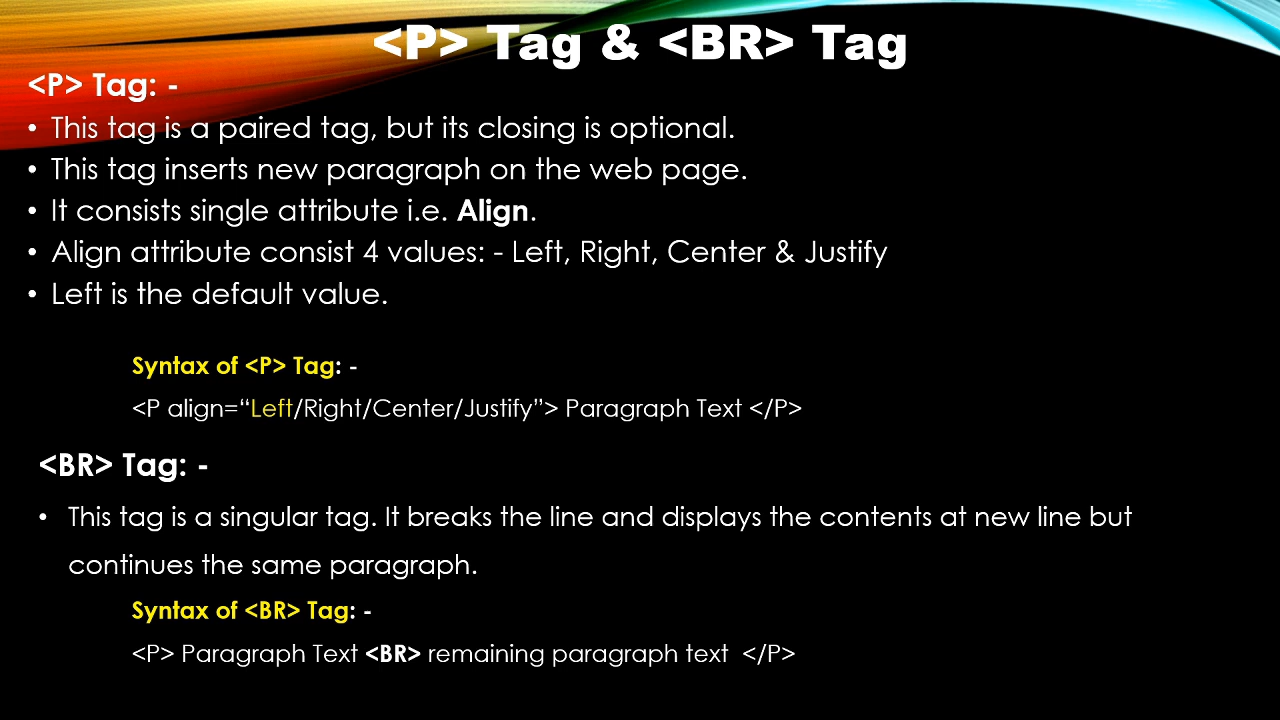 <P> Tag & <BR> Tag
<P> Tag: -
• This tag is a paired tag, but its closing is optional.
• This tag inserts new paragraph on the web page.
• It consists single attribute i.e. Align.
• Align attribute consist 4 values: - Left, Right, Center & Justify
• Left is the default value.
Syntax of <P> Tag: -
<P align=“Left/Right/Center/Justify”> Paragraph Text </P>
<BR> Tag: -
• This tag is a singular tag. It breaks the line and displays the contents at new line but
continues the same paragraph.
Syntax of <BR> Tag: -
<P> Paragraph Text <BR> remaining paragraph text </P>